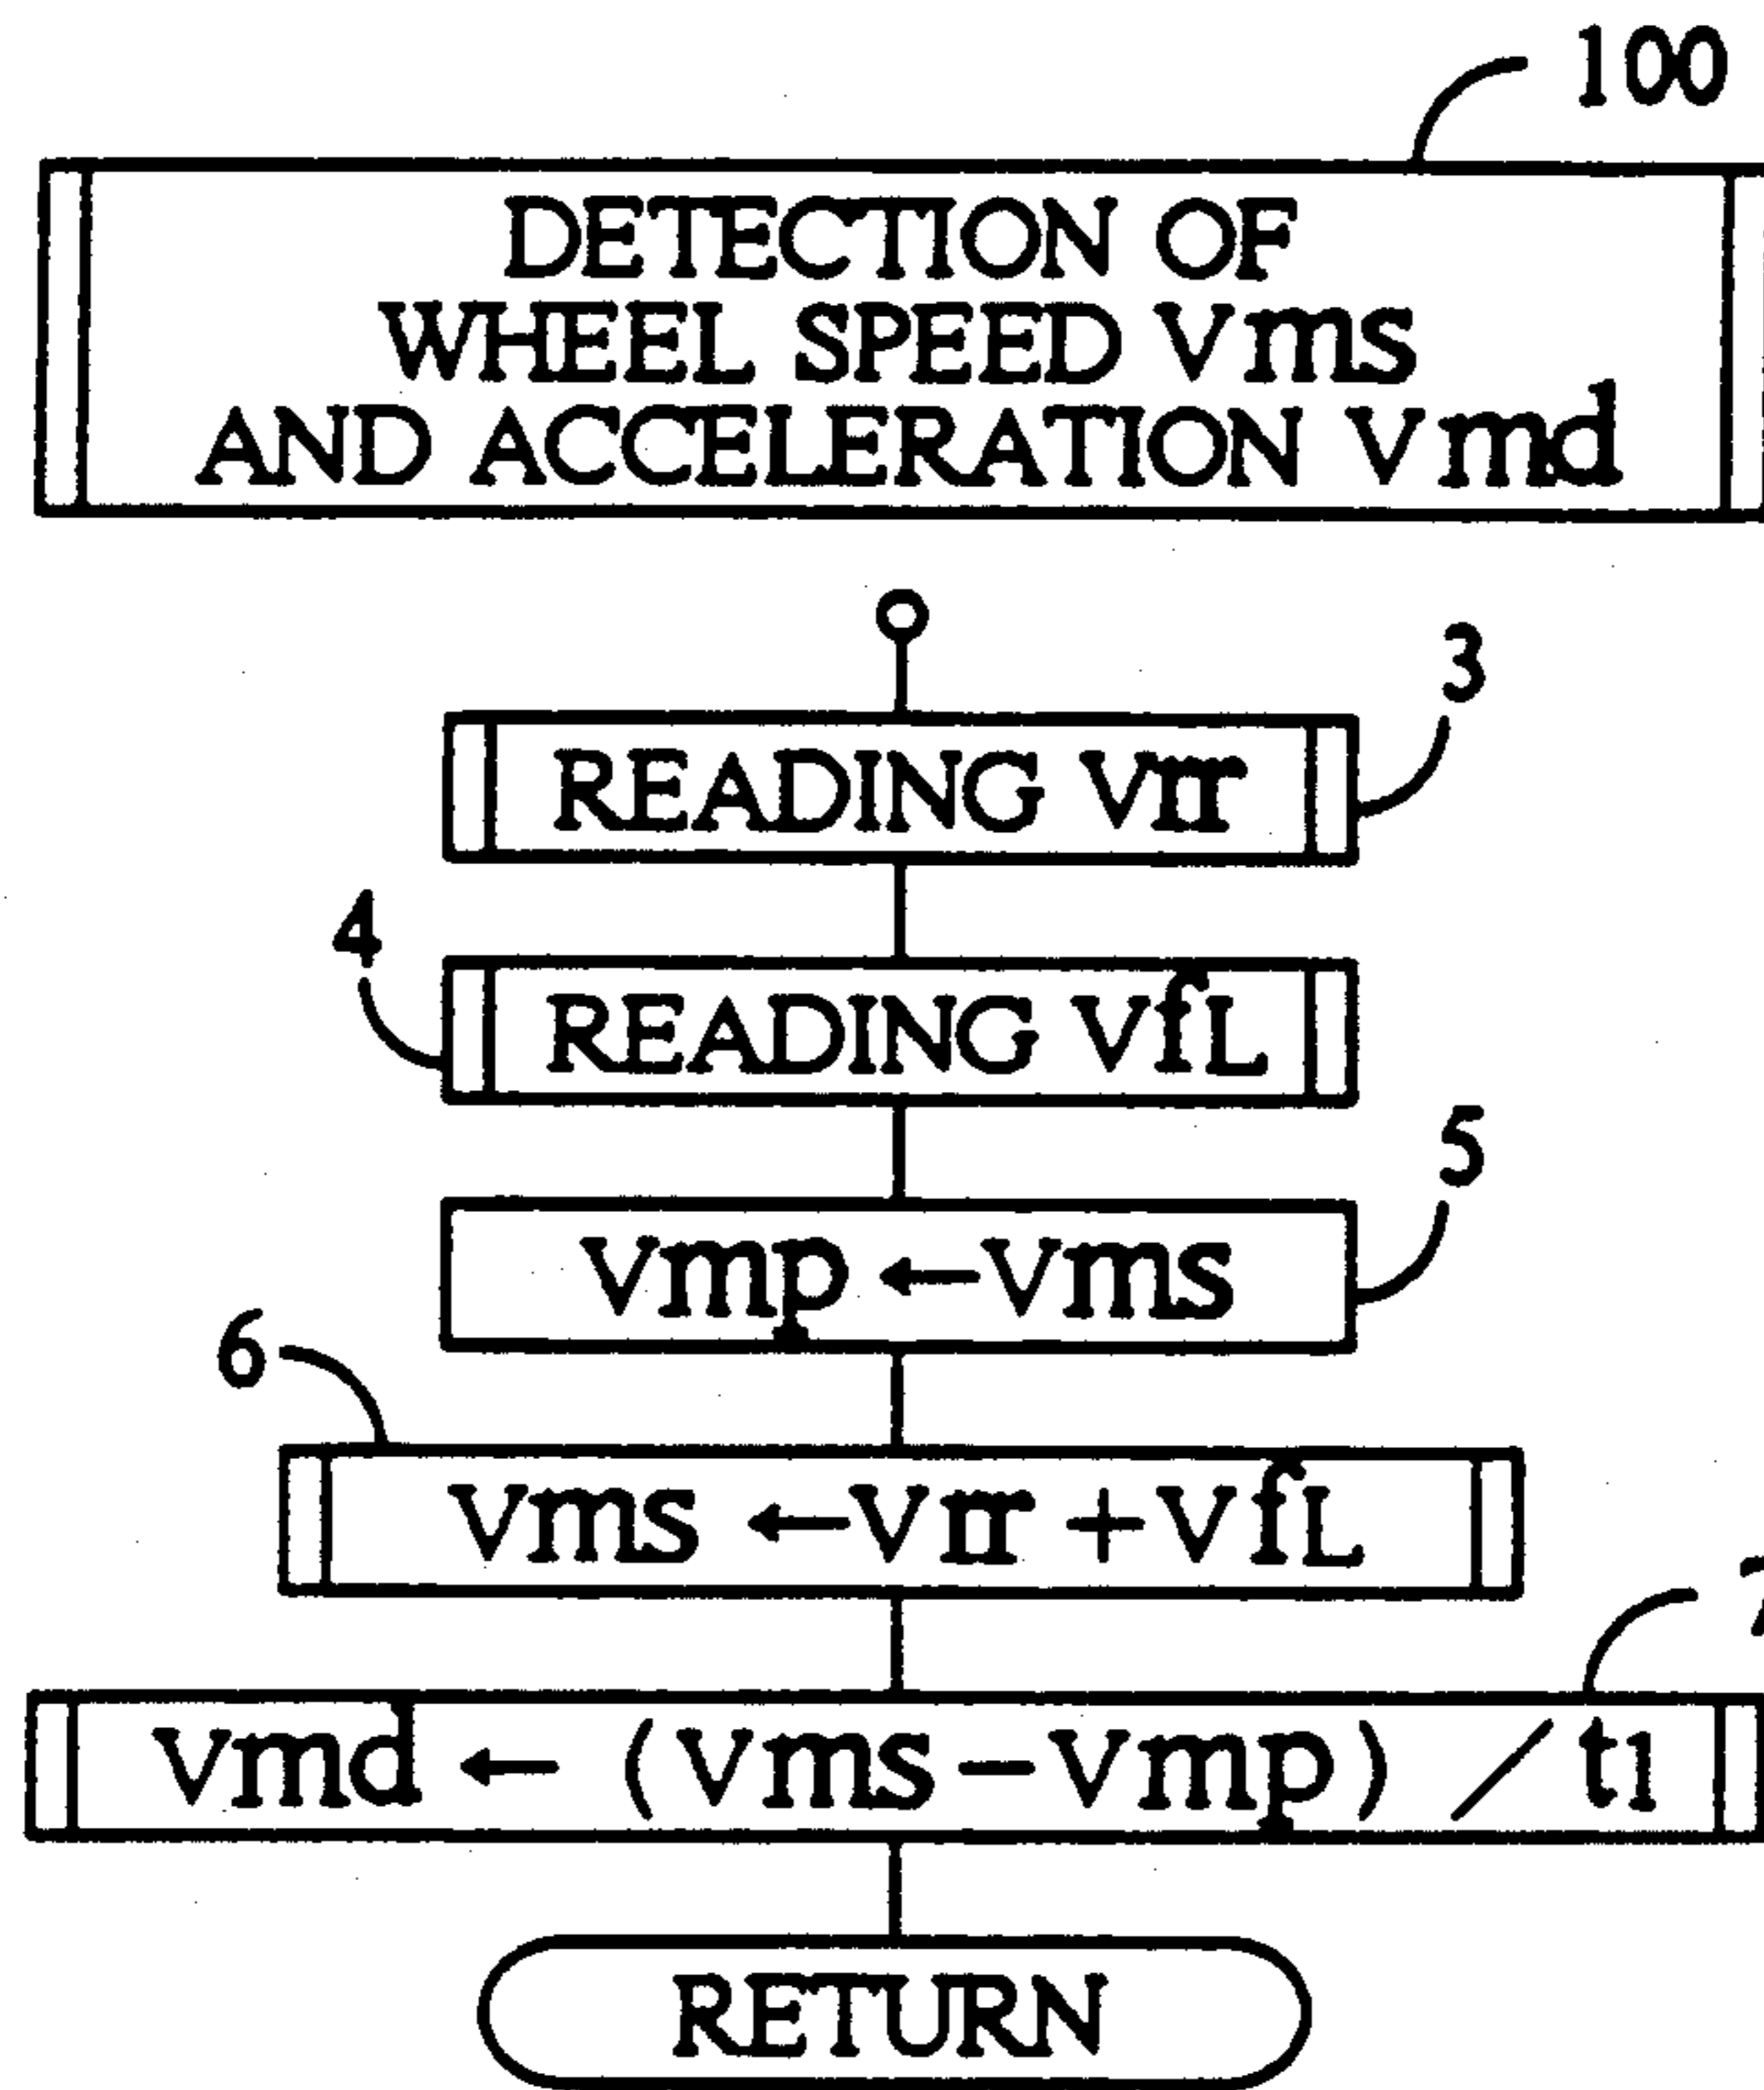 100
DETECTION OF
WHEEL SPEED Vms
AND ACCELERATION Vmd
3
READING Vrr
4
READING VfL
5
Vmp ←Vms
6
Vms ←Vrr +VfL
7
Vmd ← (Vms−Vmp) / t1
RETURN